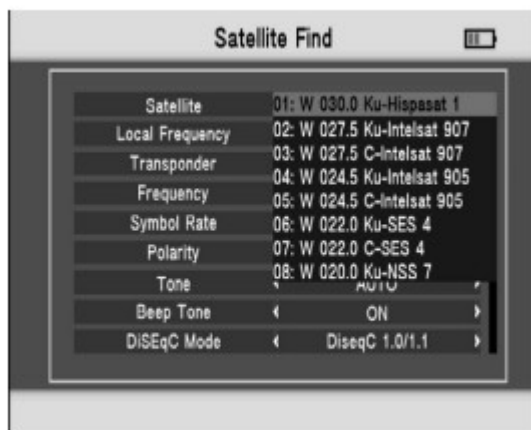 Satellite Find
Satellite
01: W 030.0 Ku-Hispasat 1
Local Frequency
02: W 027.5 Ku-Intelsat 907
03: W 027.5 C-Intelsat 907
Transponder
04: W 024.5 Ku-Intelsat 905
Frequency
05: W 024.5 C-Intelsat 905
Symbol Rate
06: W 022.0 Ku-SES 4
Polarity
07: W 022.0 C-SES 4
08: W 020.0 Ku-NSS 7
Tone AUTO
Beep Tone ON
DiSEqC Mode DiseqC 1.0/1.1